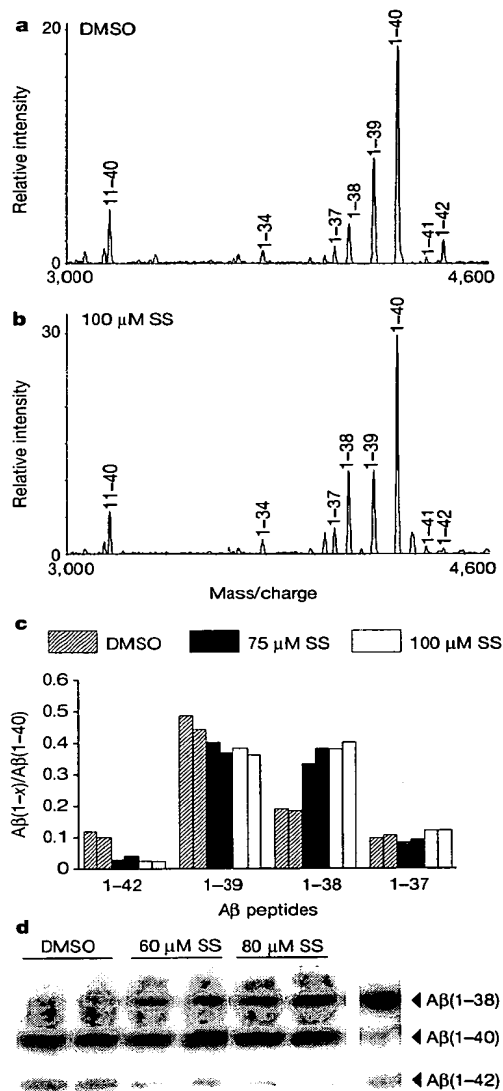 a DMSO
20
Relative intensity
0
11–40
1–34
1–37
1–38
1–39
1–40
1–41
1–42
3,000
4,600
b 100 µM SS
30
Relative intensity
0
11–40
1–34
1–37
1–38
1–39
1–40
1–41
1–42
3,000
4,600
Mass/charge
c DMSO 75 µM SS 100 µM SS
Aβ(1–x)/Aβ(1–40)
0.6
0.5
0.4
0.3
0.2
0.1
0
1–42 1–39 1–38 1–37
Aβ peptides
d DMSO 60 µM SS 80 µM SS
Aβ(1–38)
Aβ(1–40)
Aβ(1–42)